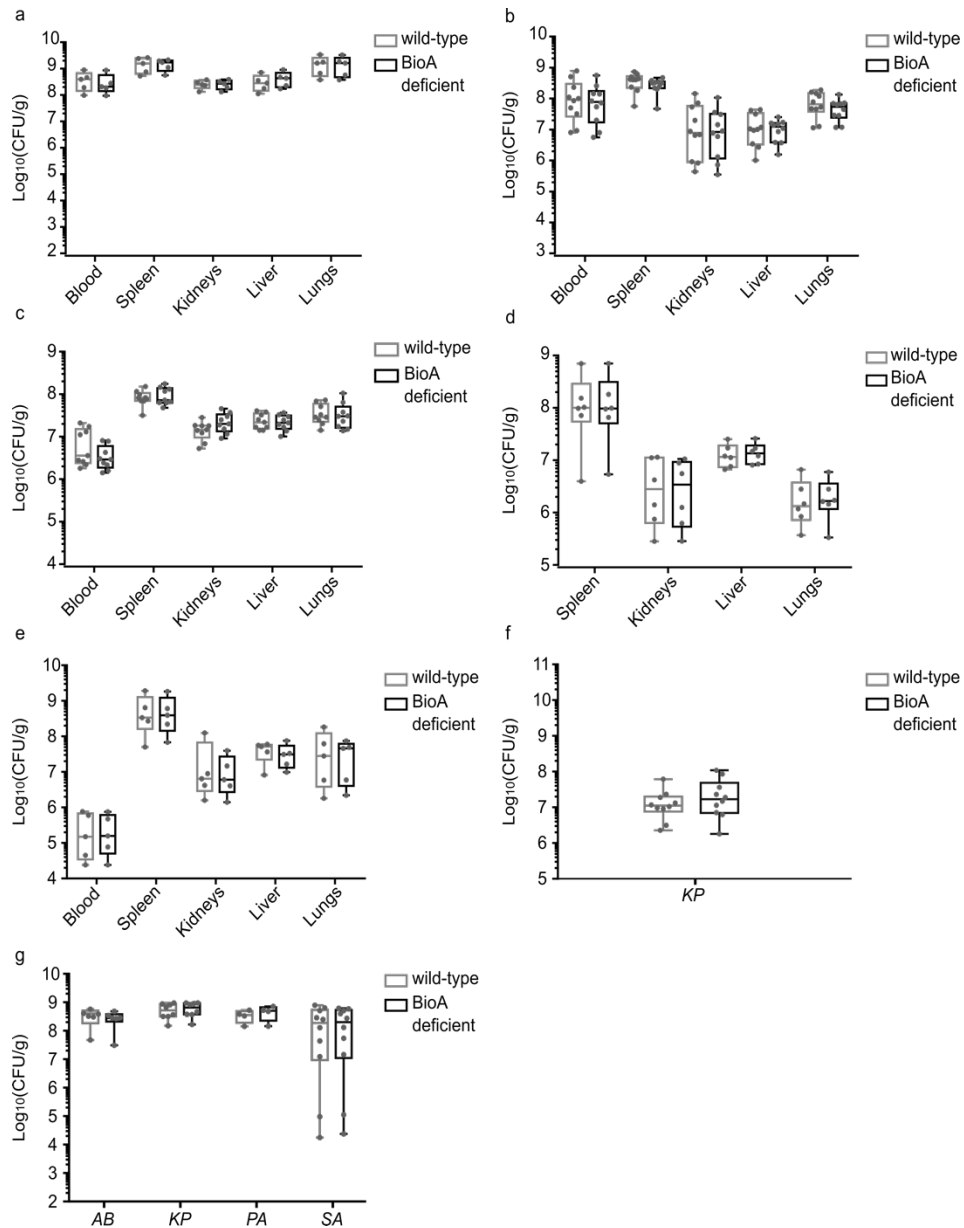 a
wild-type
BioA
deficient
Log₁₀(CFU/g)
10
9
8
7
6
5
4
3
2
Blood
Spleen
Kidneys
Liver
Lungs
b
wild-type
BioA
deficient
Log₁₀(CFU/g)
10
9
8
7
6
5
4
3
Blood
Spleen
Kidneys
Liver
Lungs
c
wild-type
BioA
deficient
Log₁₀(CFU/g)
9
8
7
6
5
4
Blood
Spleen
Kidneys
Liver
Lungs
d
wild-type
BioA
deficient
Log₁₀(CFU/g)
9
8
7
6
5
Spleen
Kidneys
Liver
Lungs
e
wild-type
BioA
deficient
Log₁₀(CFU/g)
10
9
8
7
6
5
4
Blood
Spleen
Kidneys
Liver
Lungs
f
wild-type
BioA
deficient
Log₁₀(CFU/g)
11
10
9
8
7
6
5
KP
g
wild-type
BioA
deficient
Log₁₀(CFU/g)
10
9
8
7
6
5
4
3
2
AB
KP
PA
SA